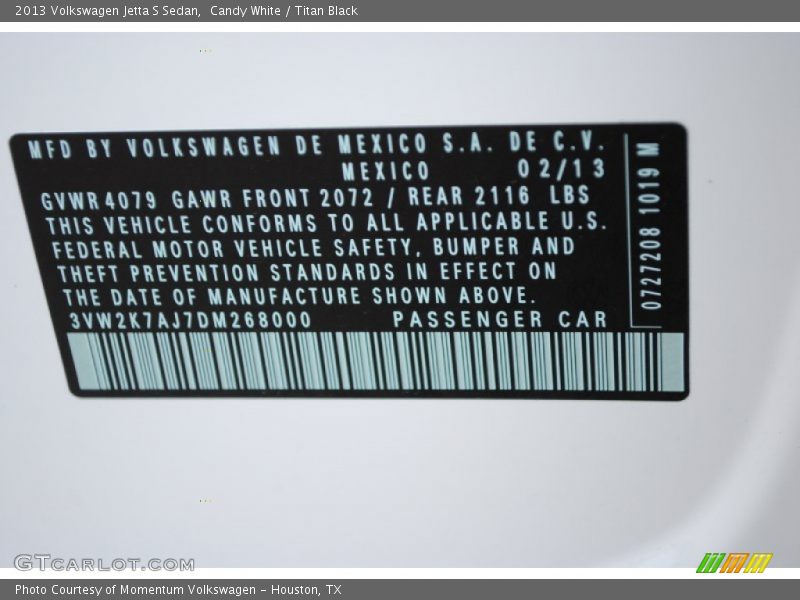 2013 Volkswagen Jetta S Sedan,  Candy White / Titan Black
MFD BY VOLKSWAGEN DE MEXICO S.A. DE C.V.
MEXICO 02/13
GVWR 4079 GAWR FRONT 2072 / REAR 2116 LBS
THIS VEHICLE CONFORMS TO ALL APPLICABLE U.S.
FEDERAL MOTOR VEHICLE SAFETY, BUMPER AND
THEFT PREVENTION STANDARDS IN EFFECT ON
THE DATE OF MANUFACTURE SHOWN ABOVE.
3VW2K7AJ7DM268000 PASSENGER CAR
0727208 1019 M
GTCARLOT.COM
Photo Courtesy of Momentum Volkswagen - Houston, TX